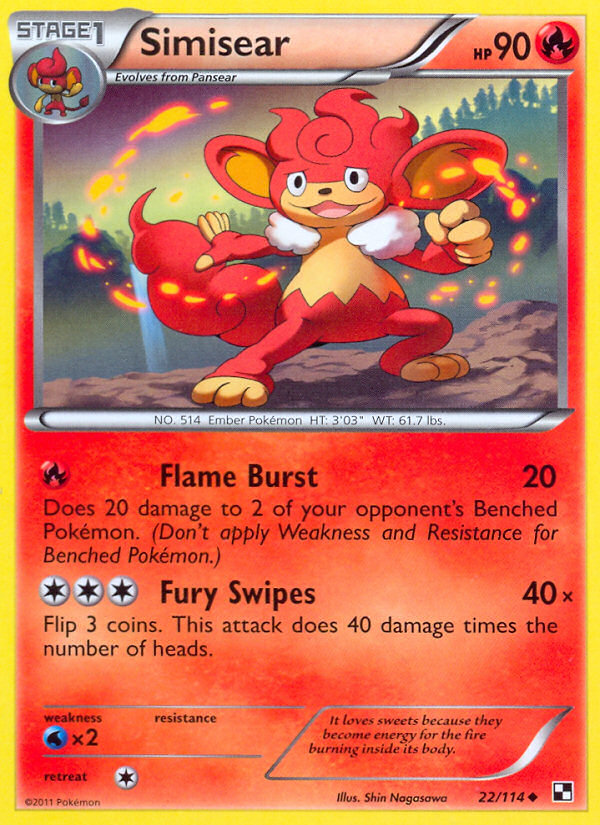 STAGE1
Simisear
HP 90
Evolves from Pansear
NO. 514 Ember Pokémon HT: 3'03" WT: 61.7 lbs.
Flame Burst 20
Does 20 damage to 2 of your opponent's Benched
Pokémon. (Don't apply Weakness and Resistance for
Benched Pokémon.)
Fury Swipes 40×
Flip 3 coins. This attack does 40 damage times the
number of heads.
weakness resistance
×2
It loves sweets because they
become energy for the fire
burning inside its body.
retreat
©2011 Pokémon
Illus. Shin Nagasawa 22/114